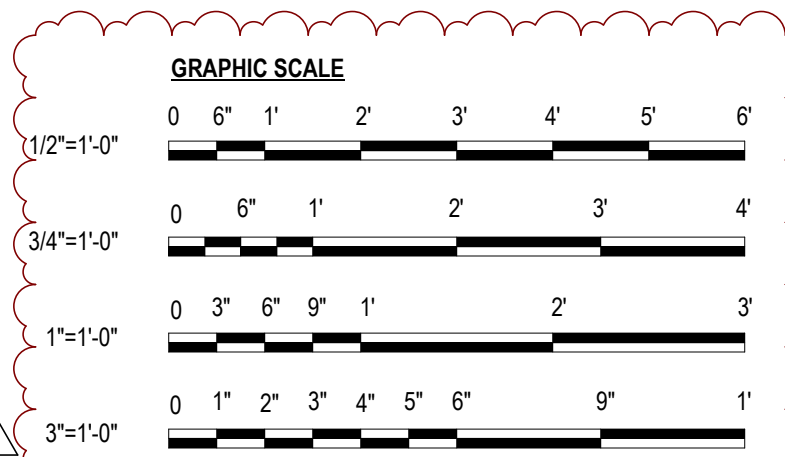 GRAPHIC SCALE
0 6" 1' 2' 3' 4' 5' 6'
1/2"=1'-0"
0 6" 1' 2' 3' 4'
3/4"=1'-0"
0 3" 6" 9" 1' 2' 3'
1"=1'-0"
0 1" 2" 3" 4" 5" 6" 9" 1'
3"=1'-0"